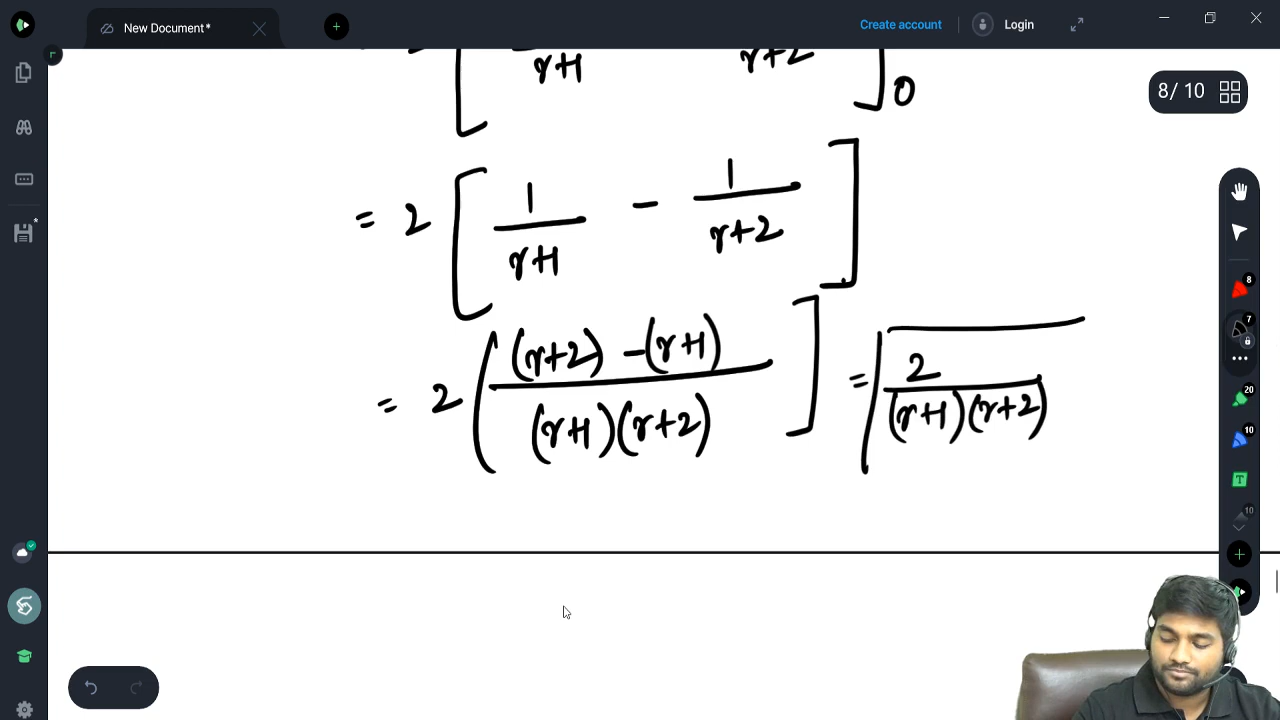 New Document*
Create account
Login
r+1 r+2 ]0
8/ 10
= 2 [ 1/(r+1) - 1/(r+2) ]
= 2 ( ((r+2) -(r+1))/((r+1)(r+2)) ] = 2/((r+1)(r+2))
8
7
20
10
T
10